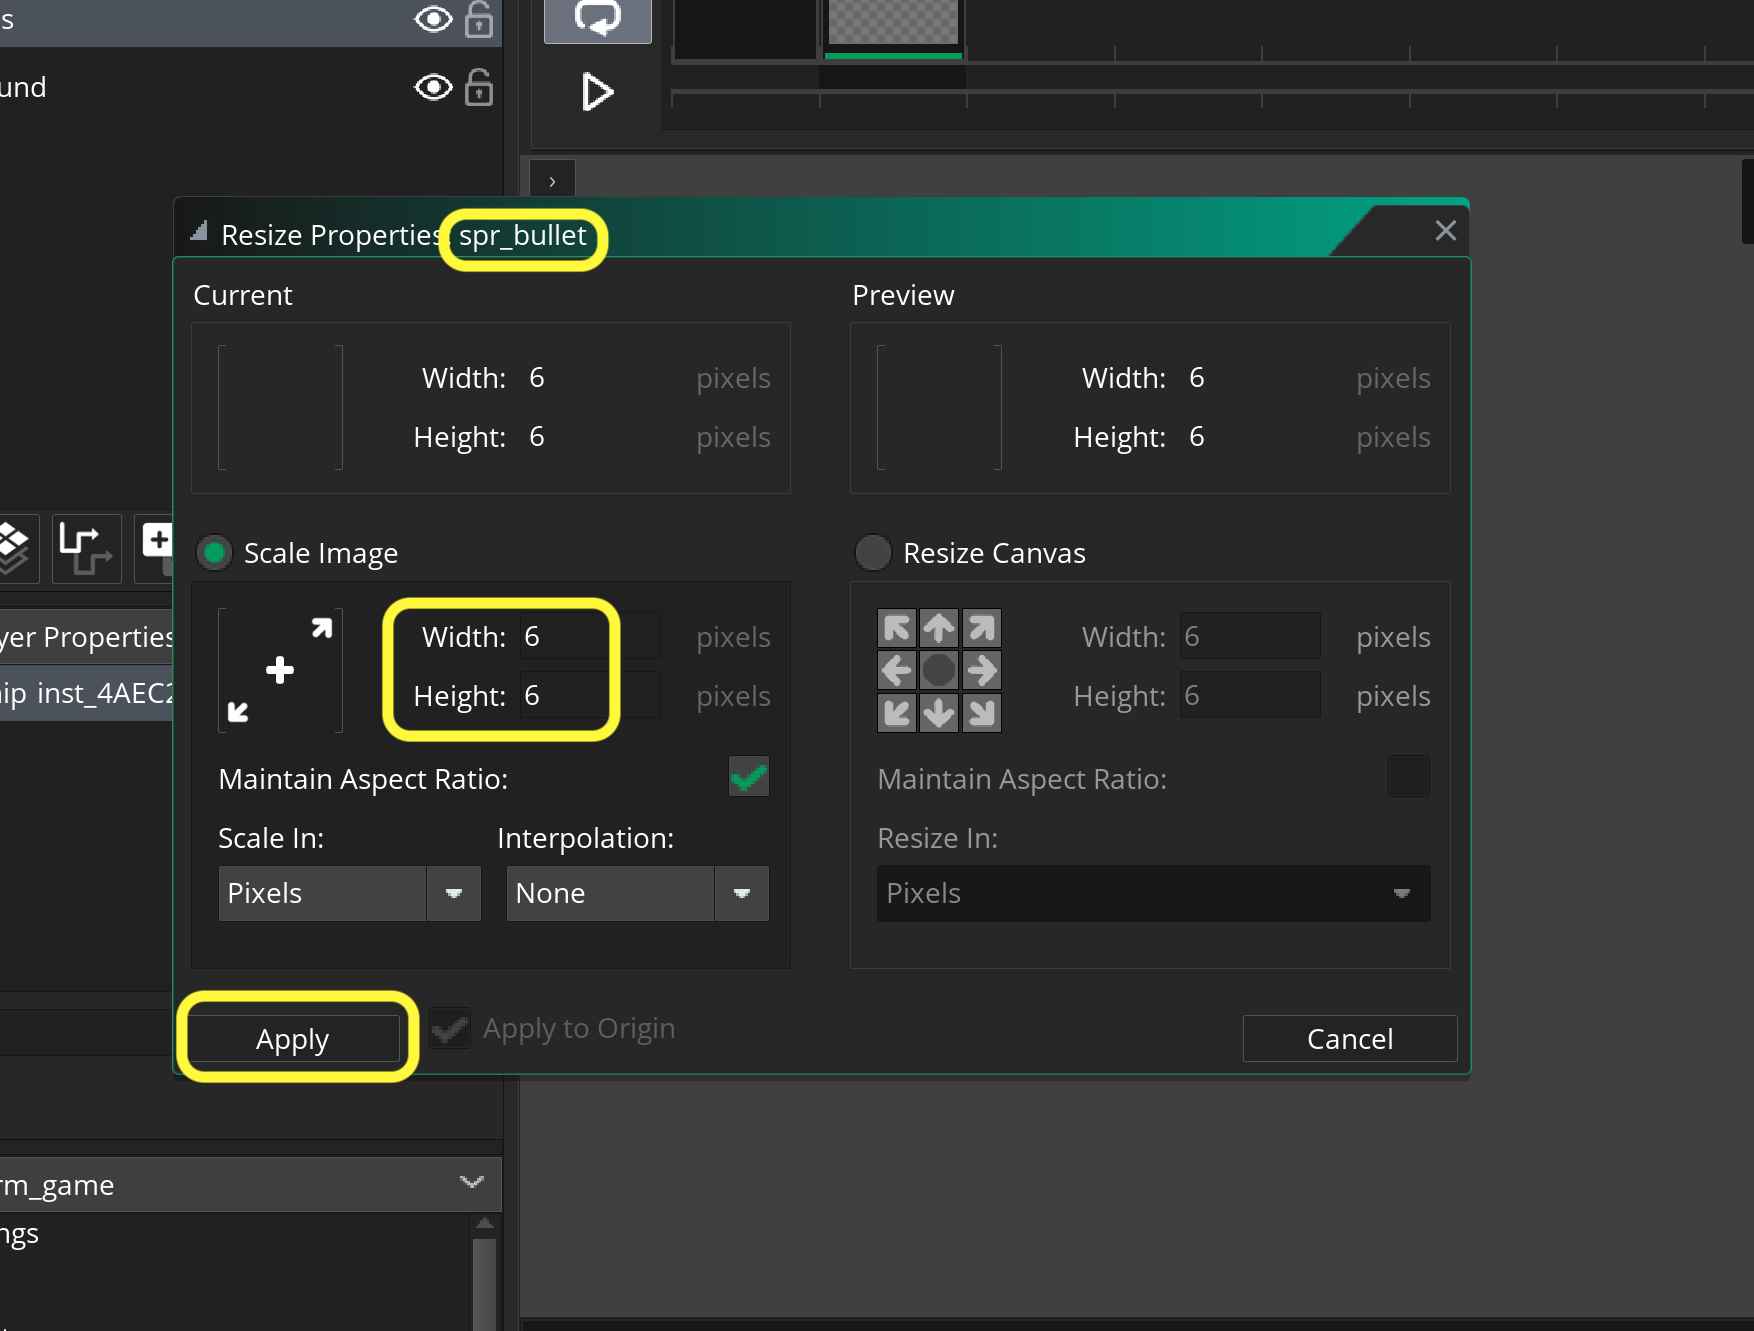 s
und
Resize Properties: spr_bullet
Current
Preview
Width: 6 pixels
Width: 6 pixels
Height: 6 pixels
Height: 6 pixels
Scale Image
Resize Canvas
Width: 6 pixels
Width: 6 pixels
yer Properties
Height: 6 pixels
Height: 6 pixels
ip inst_4AEC2
Maintain Aspect Ratio:
Maintain Aspect Ratio:
Scale In:
Interpolation:
Resize In:
Pixels
None
Pixels
Apply
Apply to Origin
Cancel
rm_game
ngs